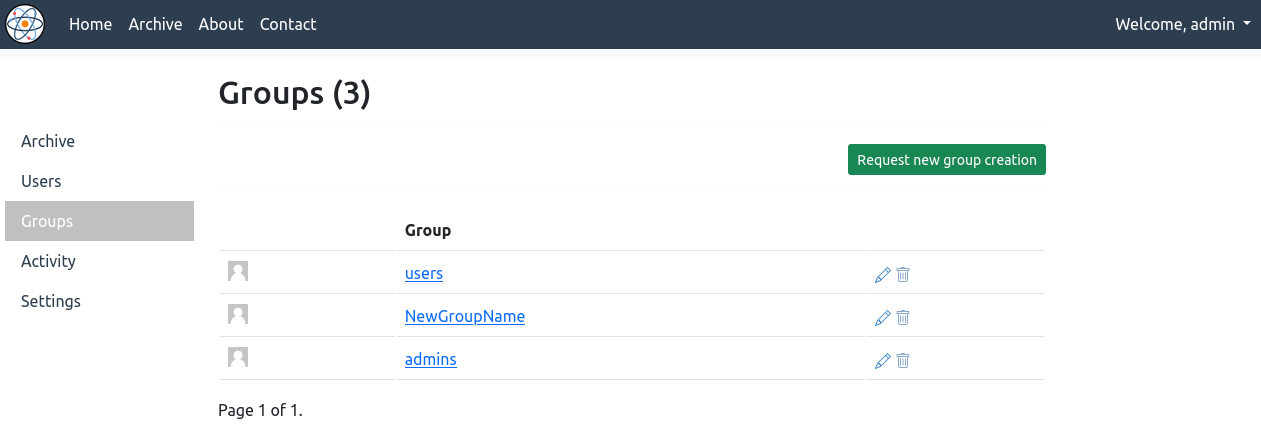 Home Archive About Contact Welcome, admin
Groups (3)
Archive
Request new group creation
Users
Groups
Group
Activity
users
Settings
NewGroupName
admins
Page 1 of 1.